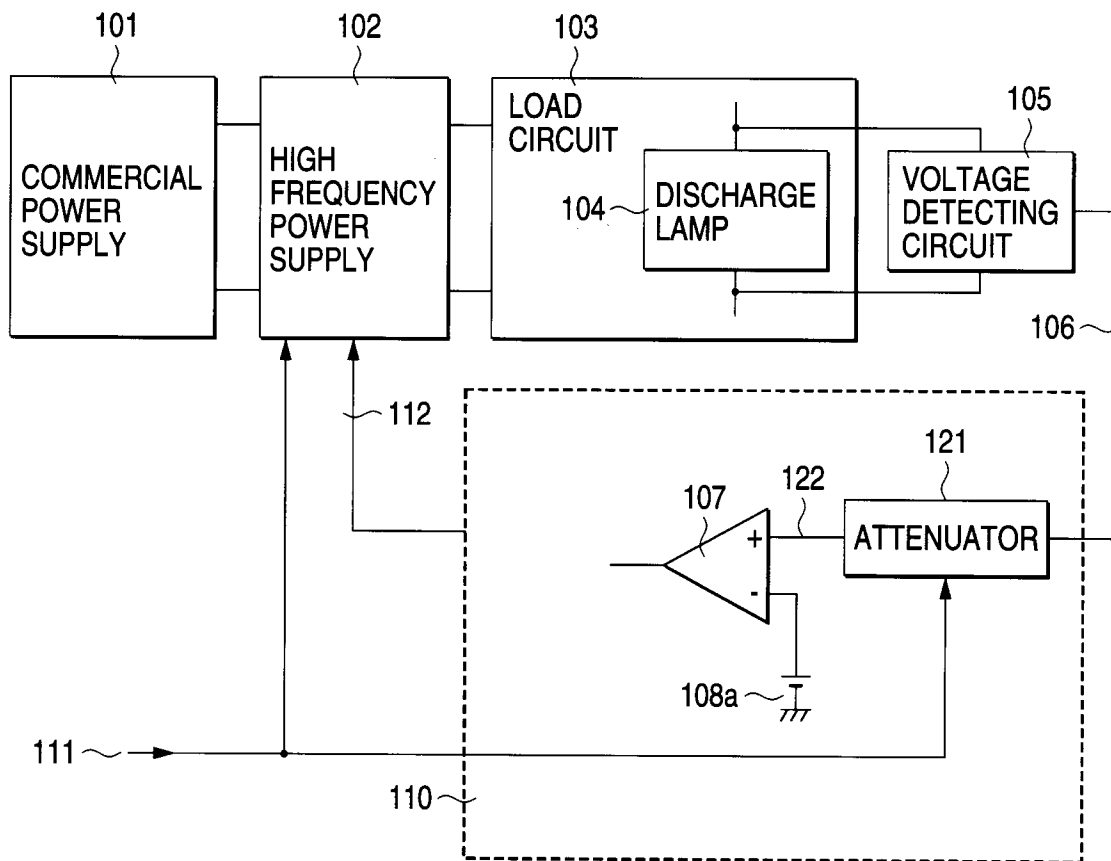 101
102
103
105
COMMERCIAL
POWER
SUPPLY
HIGH
FREQUENCY
POWER
SUPPLY
LOAD
CIRCUIT
104
DISCHARGE
LAMP
VOLTAGE
DETECTING
CIRCUIT
106
112
121
122
107
+
-
ATTENUATOR
108a
111
110